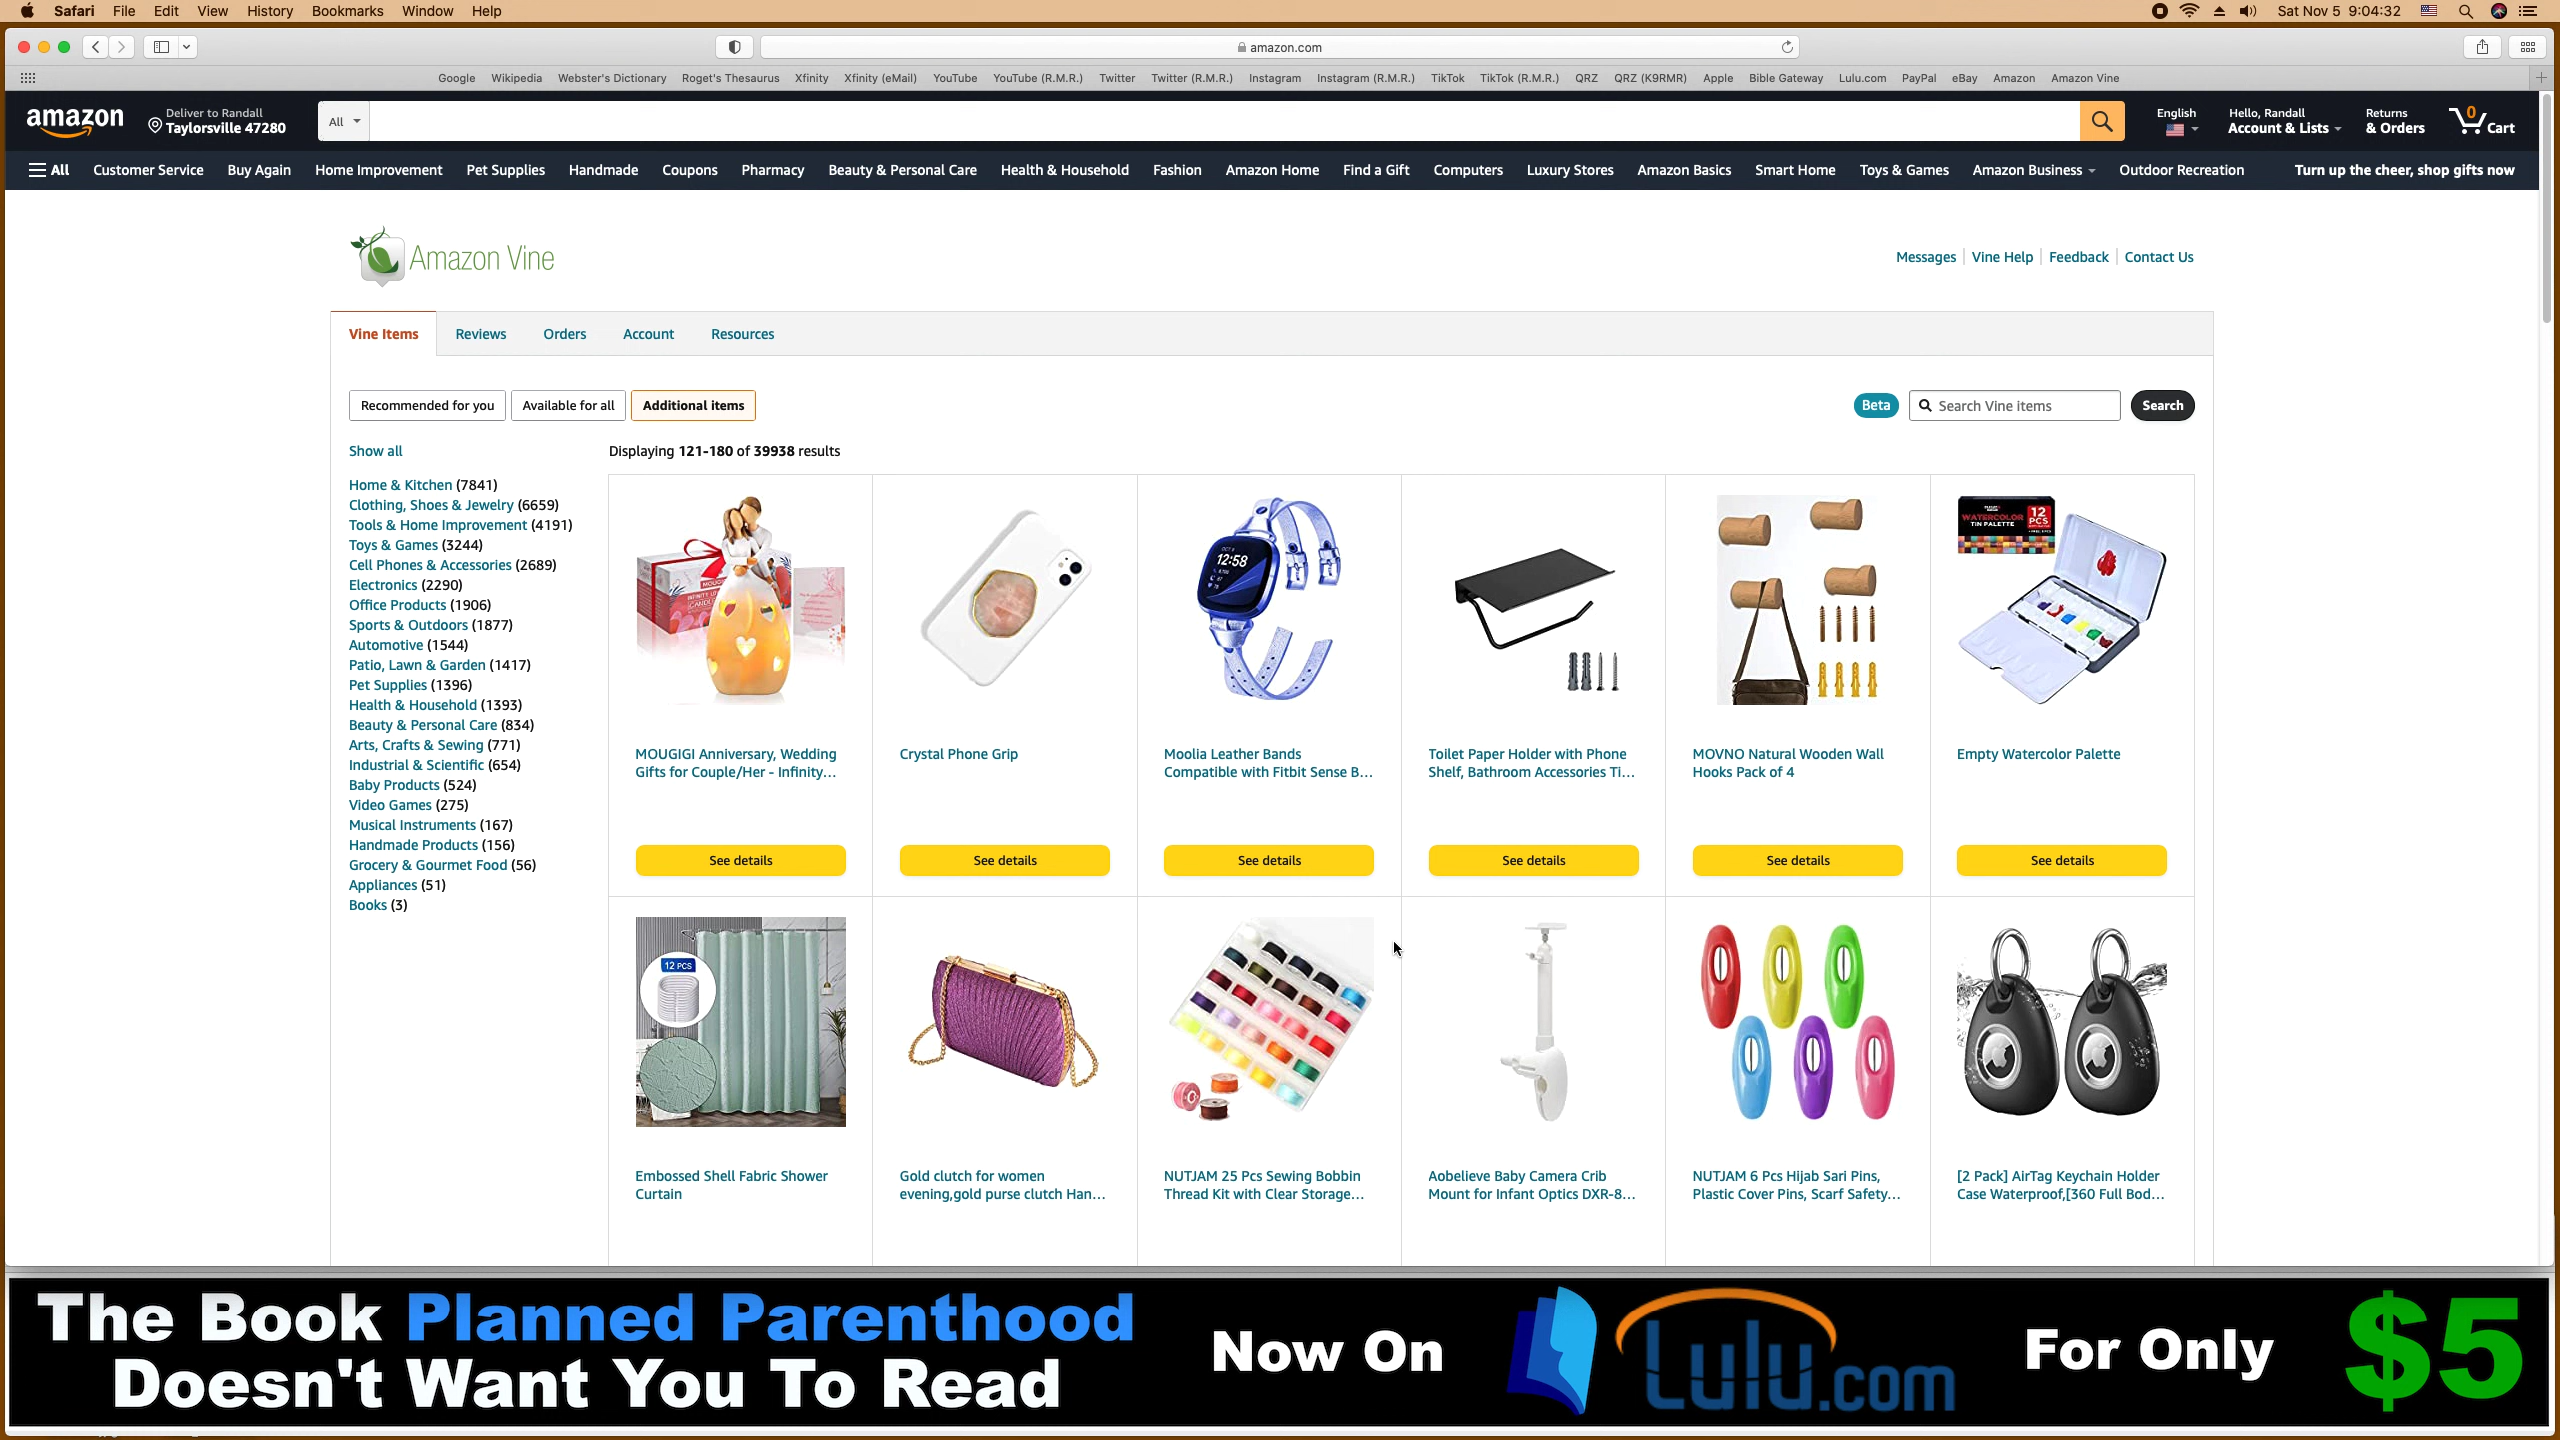 Safari File Edit View History Bookmarks Window Help Sat Nov 5 9:04:32
amazon.com
Google Wikipedia Webster's Dictionary Roget's Thesaurus Xfinity Xfinity (eMail) YouTube YouTube (R.M.R.) Twitter Twitter (R.M.R.) Instagram Instagram (R.M.R.) TikTok TikTok (R.M.R.) QRZ QRZ (K9RMR) Apple Bible Gateway Lulu.com PayPal eBay Amazon Amazon Vine
amazon
Deliver to Randall
Taylorsville 47280
All
English
Hello, Randall
Account & Lists
Returns
& Orders
0
Cart
All Customer Service Buy Again Home Improvement Pet Supplies Handmade Coupons Pharmacy Beauty & Personal Care Health & Household Fashion Amazon Home Find a Gift Computers Luxury Stores Amazon Basics Smart Home Toys & Games Amazon Business Outdoor Recreation Turn up the cheer, shop gifts now
Amazon Vine
Messages Vine Help Feedback Contact Us
Vine Items Reviews Orders Account Resources
Recommended for you Available for all Additional items
Beta Search Vine items Search
Show all
Displaying 121-180 of 39938 results
Home & Kitchen (7841)
Clothing, Shoes & Jewelry (6659)
Tools & Home Improvement (4191)
Toys & Games (3244)
Cell Phones & Accessories (2689)
Electronics (2290)
Office Products (1906)
Sports & Outdoors (1877)
Automotive (1544)
Patio, Lawn & Garden (1417)
Pet Supplies (1396)
Health & Household (1393)
Beauty & Personal Care (834)
Arts, Crafts & Sewing (771)
Industrial & Scientific (654)
Baby Products (524)
Video Games (275)
Musical Instruments (167)
Handmade Products (156)
Grocery & Gourmet Food (56)
Appliances (51)
Books (3)
12:58
WATERCOLOR
TIN PALETTE
12
PCS
MOUGIGI Anniversary, Wedding
Gifts for Couple/Her - Infinity...
See details
Crystal Phone Grip
See details
Moolia Leather Bands
Compatible with Fitbit Sense B...
See details
Toilet Paper Holder with Phone
Shelf, Bathroom Accessories Ti...
See details
MOVNO Natural Wooden Wall
Hooks Pack of 4
See details
Empty Watercolor Palette
See details
12 PCS
Embossed Shell Fabric Shower
Curtain
Gold clutch for women
evening,gold purse clutch Han...
NUTJAM 25 Pcs Sewing Bobbin
Thread Kit with Clear Storage...
Aobelieve Baby Camera Crib
Mount for Infant Optics DXR-8...
NUTJAM 6 Pcs Hijab Sari Pins,
Plastic Cover Pins, Scarf Safety...
[2 Pack] AirTag Keychain Holder
Case Waterproof,[360 Full Bod...
The Book Planned Parenthood
Doesn't Want You To Read
Now On
Lulu.com
For Only
$5